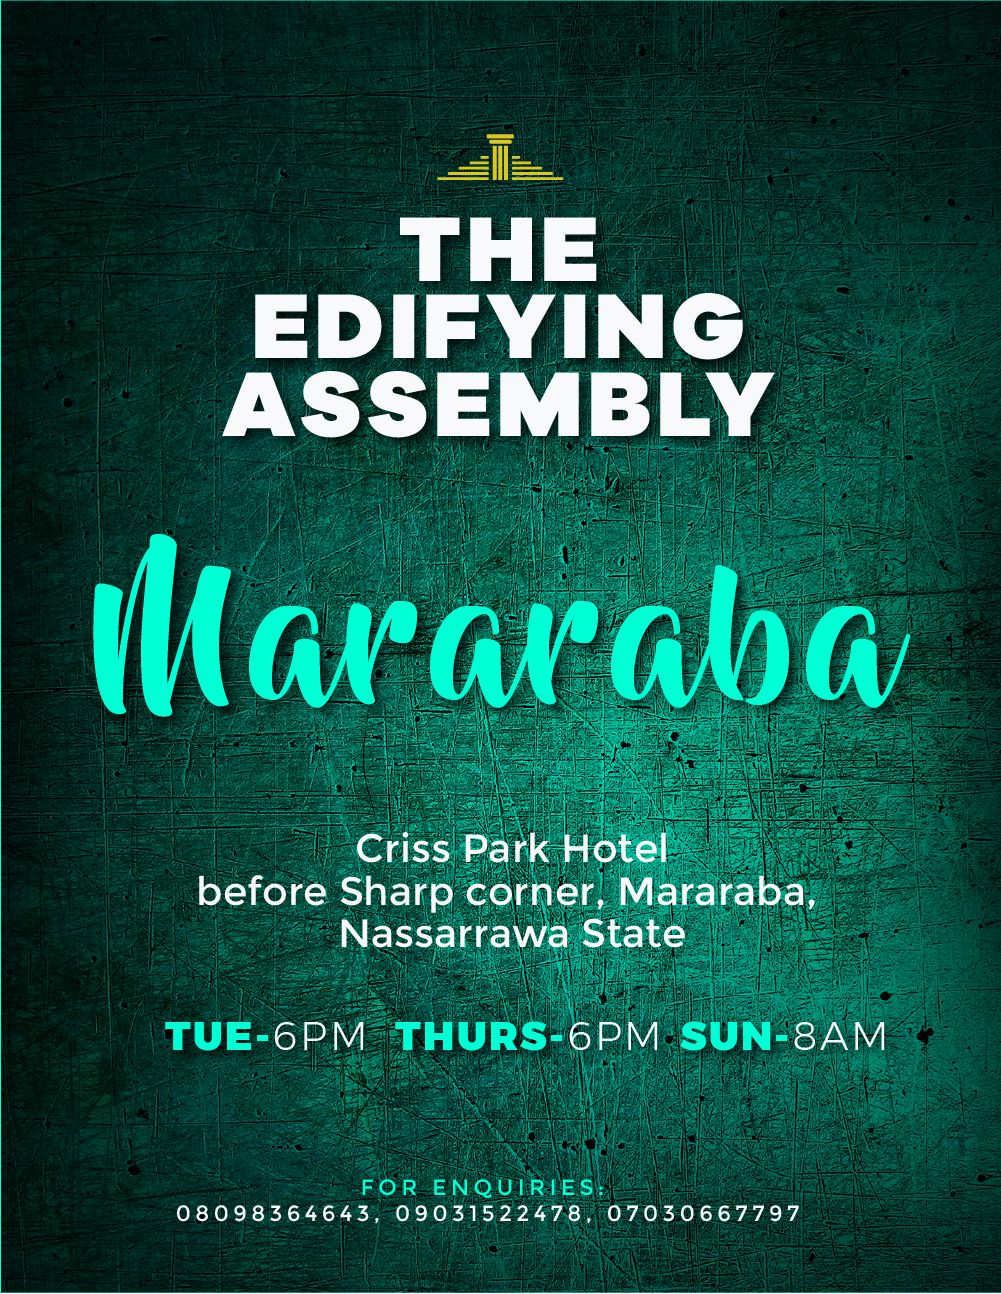 THE
EDIFYING
ASSEMBLY
Mararaba
Criss Park Hotel
before Sharp corner, Mararaba,
Nassarrawa State
TUE-6PM THURS-6PM SUN-8AM
FOR ENQUIRIES:
08098364643, 09031522478, 07030667797